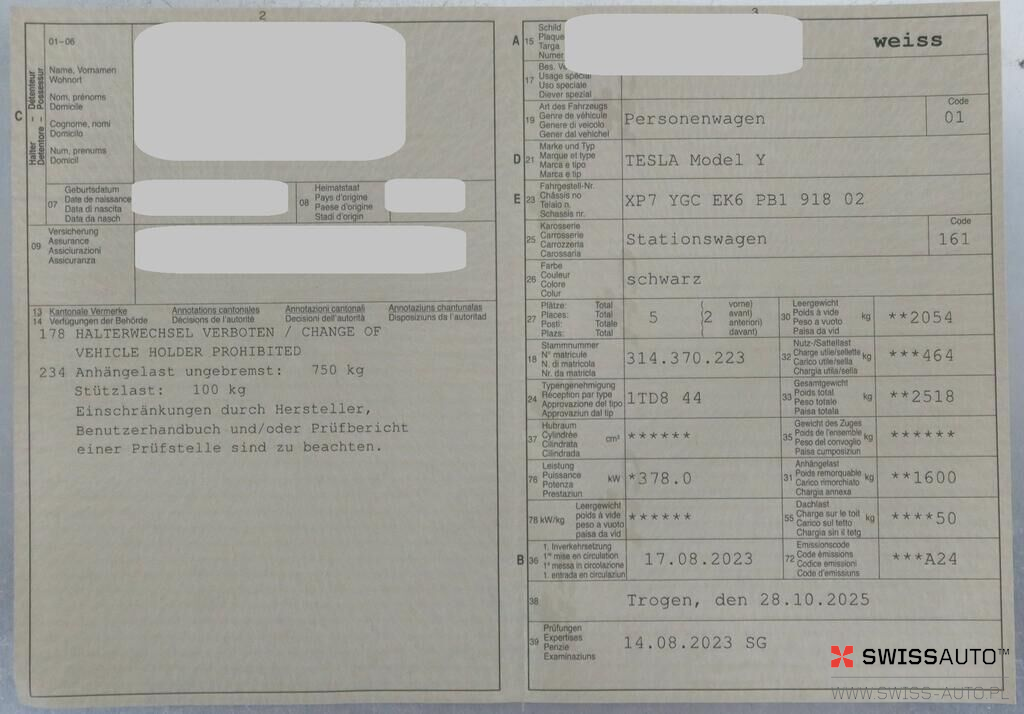 2
01-06
C
Halter – Détenteur
Detentore – Possessur
Name, Vornamen
Wohnort
Nom, prénoms
Domicile
Cognome, nomi
Domicilo
Num, prenums
Domicil
07
Geburtsdatum
Date de naissance
Data di nascita
Data da nasch
08
Heimatstaat
Pays d'origine
Paese d'origine
Stadi d'origin
09
Versicherung
Assurance
Assiciurazioni
Assicuranza
13 Kantonale Vermerke Annotations cantonales Annotazioni cantonali Annotaziuns chantunalas
14 Verfügungen der Behörde Décisions de l'autorité Decisioni dell'autorità Disposiziuns da l'autoritad
178 HALTERWECHSEL VERBOTEN / CHANGE OF
VEHICLE HOLDER PROHIBITED
234 Anhängelast ungebremst: 750 kg
Stützlast: 100 kg
Einschränkungen durch Hersteller,
Benutzerhandbuch und/oder Prüfbericht
einer Prüfstelle sind zu beachten.
3
A 15
Schild
Plaque
Targa
Numer
weiss
17
Bes.
Usage spécial
Uso speciale
Diever spezial
19
Art des Fahrzeugs
Genre de véhicule
Genere di veicolo
Gener dal vehichel
Personenwagen
Code
01
D 21
Marke und Typ
Marque et type
Marca e tipo
Marca e tip
TESLA Model Y
E 23
Fahrgestell-Nr.
Châssis no
Telaio n.
Schassis nr.
XP7 YGC EK6 PB1 918 02
25
Karosserie
Carrosserie
Carrozzeria
Carossaria
Stationswagen
Code
161
26
Farbe
Couleur
Colore
Colur
schwarz
27
Plätze: Total
Places: Total
Posti: Totale
Plazs: Total
5
( vorne)
(2 avant)
( anteriori)
( davant)
30
Leergewicht
Poids à vide
Peso a vuoto
Paisa da vid
kg
**2054
18
Stammnummer
N° matricule
N. di matricola
Nr. da matricla
314.370.223
32
Nutz-/Sattellast
Charge utile/sellette
Carico utile/sella
Chargia utila/sella
kg
***464
24
Typengenehmigung
Réception par type
Approvazione del tipo
Approvaziun dal tip
1TD8 44
33
Gesamtgewicht
Poids total
Peso totale
Paisa totala
kg
**2518
37
Hubraum
Cylindrée
Cilindrata
Cilindrada
cm³
******
35
Gewicht des Zuges
Poids de l'ensemble
Peso del convoglio
Paisa cumposiziun
kg
******
76
Leistung
Puissance
Potenza
Prestaziun
kW
*378.0
31
Anhängelast
Poids remorquable
Carico rimorchiato
Chargia annexa
kg
**1600
78 kW/kg
Leergewicht
poids à vide
peso a vuoto
paisa da vid
******
55
Dachlast
Charge sur le toit
Carico sul tetto
Chargia sin il tetg
kg
****50
B 36
1. Inverkehrsetzung
1re mise en circulation
1a messa in circolazione
1. entrada en circulaziun
17.08.2023
72
Emissionscode
Code émissions
Codice emissioni
Code d'emissiuns
***A24
38
Trogen, den 28.10.2025
39
Prüfungen
Expertises
Perizie
Examinaziuns
14.08.2023 SG
SWISSAUTO™
WWW.SWISS-AUTO.PL